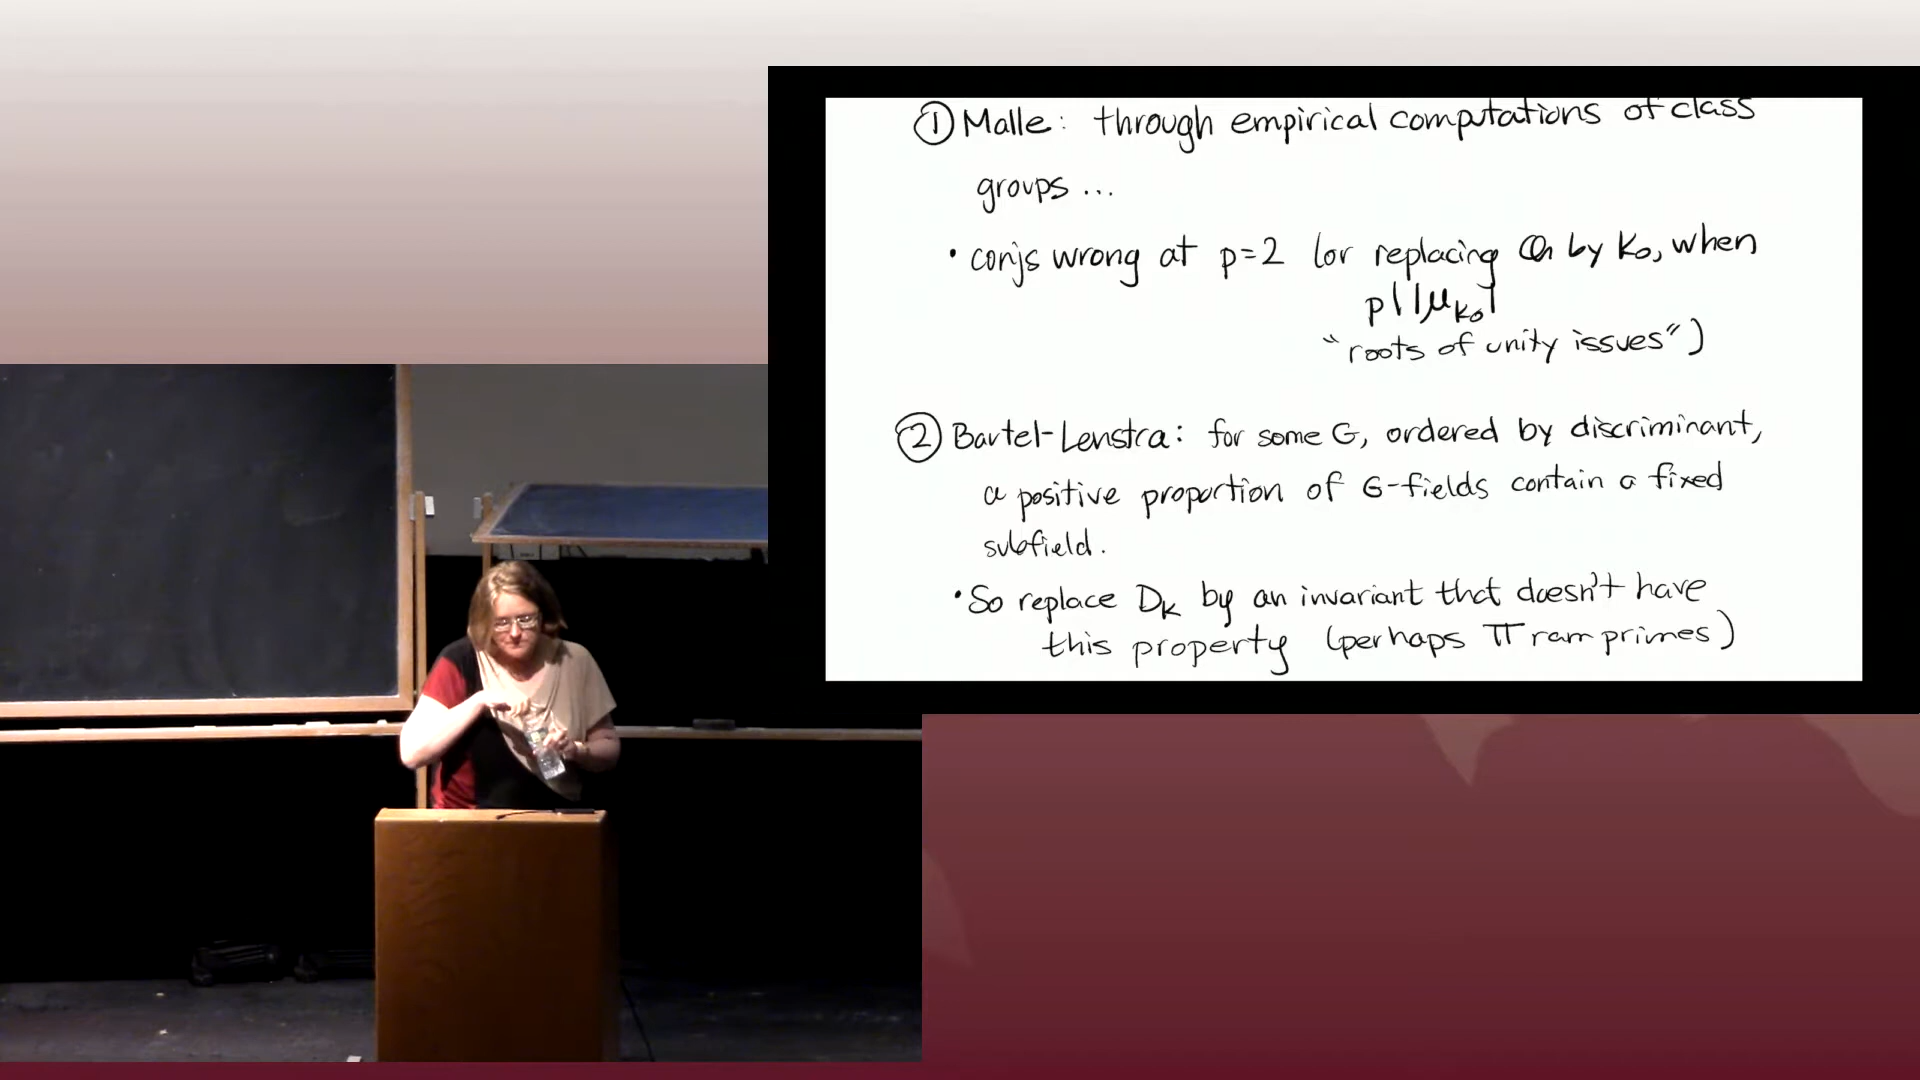 ① Malle: through empirical computations of class
groups ...
• conjs wrong at p=2 (or replacing Q by K₀, when
p | |μ_K₀|
"roots of unity issues")
② Bartel-Lenstra: for some G, ordered by discriminant,
a positive proportion of G-fields contain a fixed
subfield.
• So replace D_K by an invariant that doesn't have
this property (perhaps π ram primes)